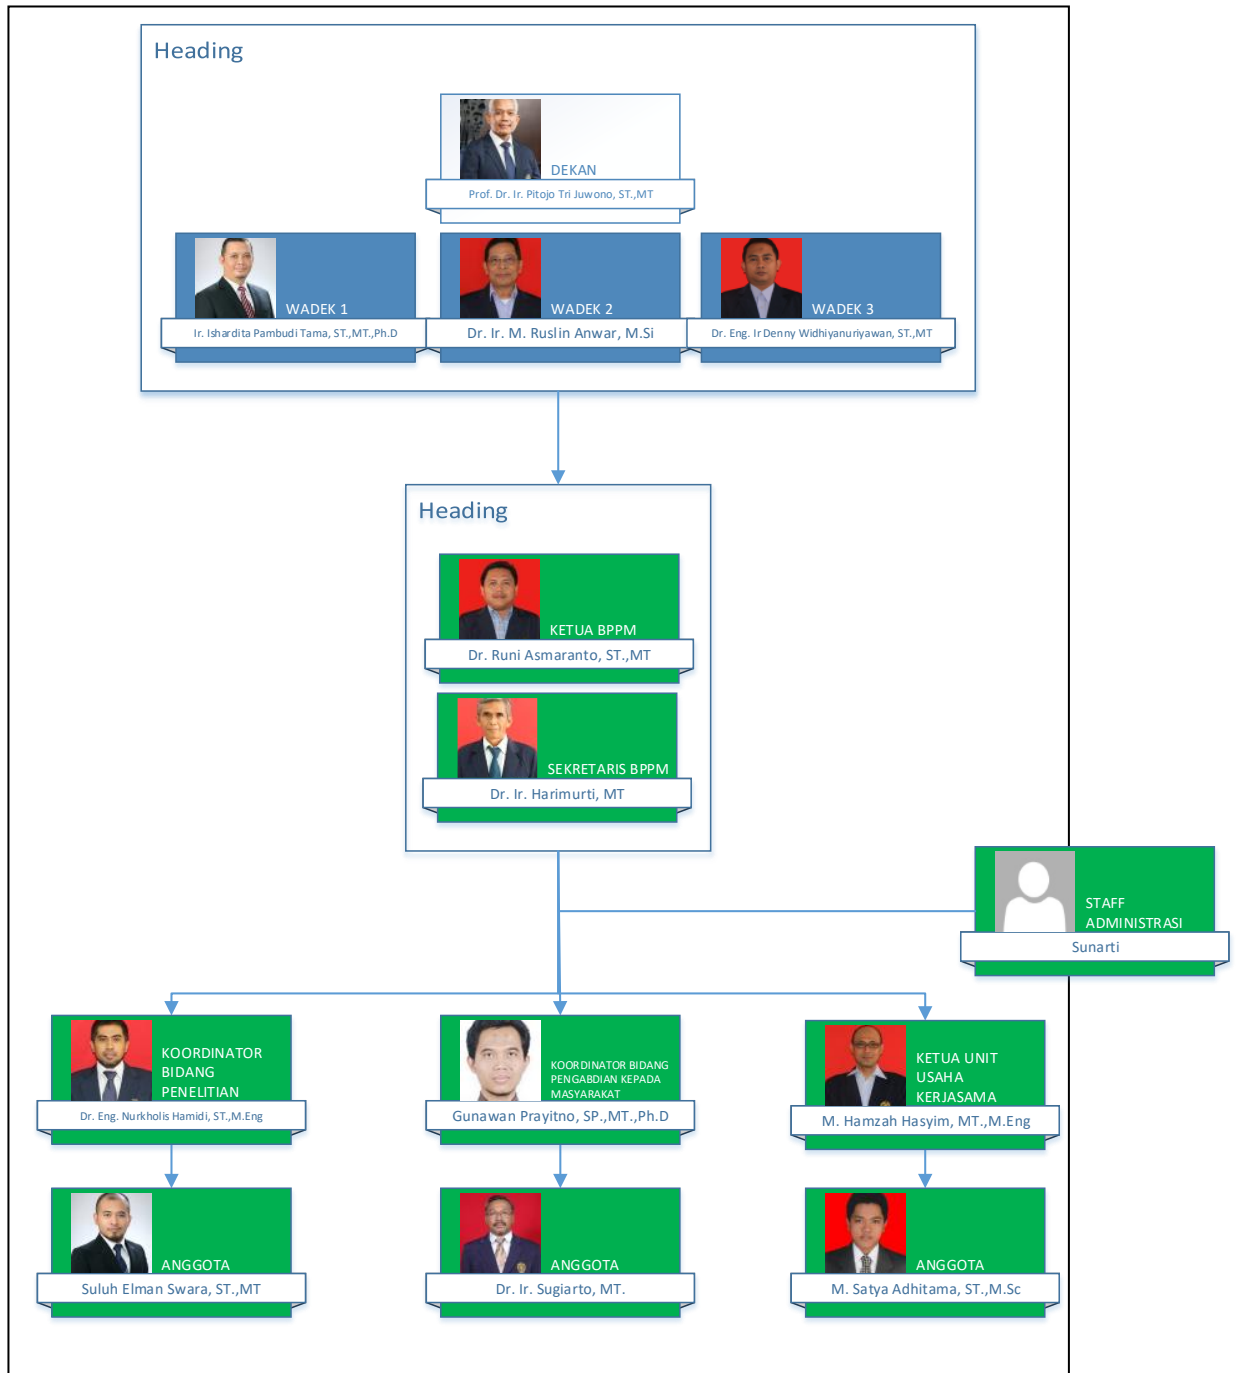 Heading
DEKAN
Prof. Dr. Ir. Pitojo Tri Juwono, ST.,MT
WADEK 1
Ir. Ishardita Pambudi Tama, ST.,MT.,Ph.D
WADEK 2
Dr. Ir. M. Ruslin Anwar, M.Si
WADEK 3
Dr. Eng. Ir Denny Widhiyanuriyawan, ST.,MT
Heading
KETUA BPPM
Dr. Runi Asmaranto, ST.,MT
SEKRETARIS BPPM
Dr. Ir. Harimurti, MT
STAFF
ADMINISTRASI
Sunarti
KOORDINATOR
BIDANG
PENELITIAN
Dr. Eng. Nurkholis Hamidi, ST.,M.Eng
KOORDINATOR BIDANG
PENGABDIAN KEPADA
MASYARAKAT
Gunawan Prayitno, SP.,MT.,Ph.D
KETUA UNIT
USAHA
KERJASAMA
M. Hamzah Hasyim, MT.,M.Eng
ANGGOTA
Suluh Elman Swara, ST.,MT
ANGGOTA
Dr. Ir. Sugiarto, MT.
ANGGOTA
M. Satya Adhitama, ST.,M.Sc